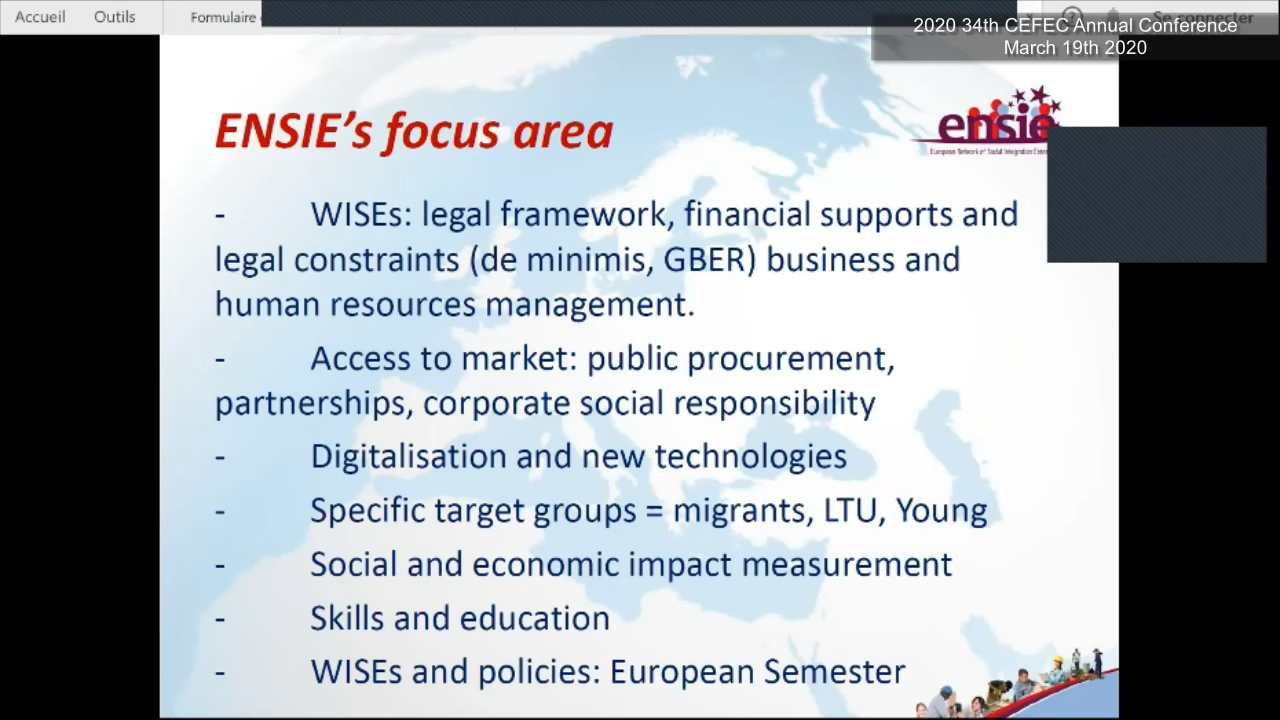 Accueil Outils Formulaire
Se connecter
2020 34th CEFEC Annual Conference
March 19th 2020
ENSIE’s focus area
ensie
European Network of Social Integration
- WISEs: legal framework, financial supports and
legal constraints (de minimis, GBER) business and
human resources management.
- Access to market: public procurement,
partnerships, corporate social responsibility
- Digitalisation and new technologies
- Specific target groups = migrants, LTU, Young
- Social and economic impact measurement
- Skills and education
- WISEs and policies: European Semester